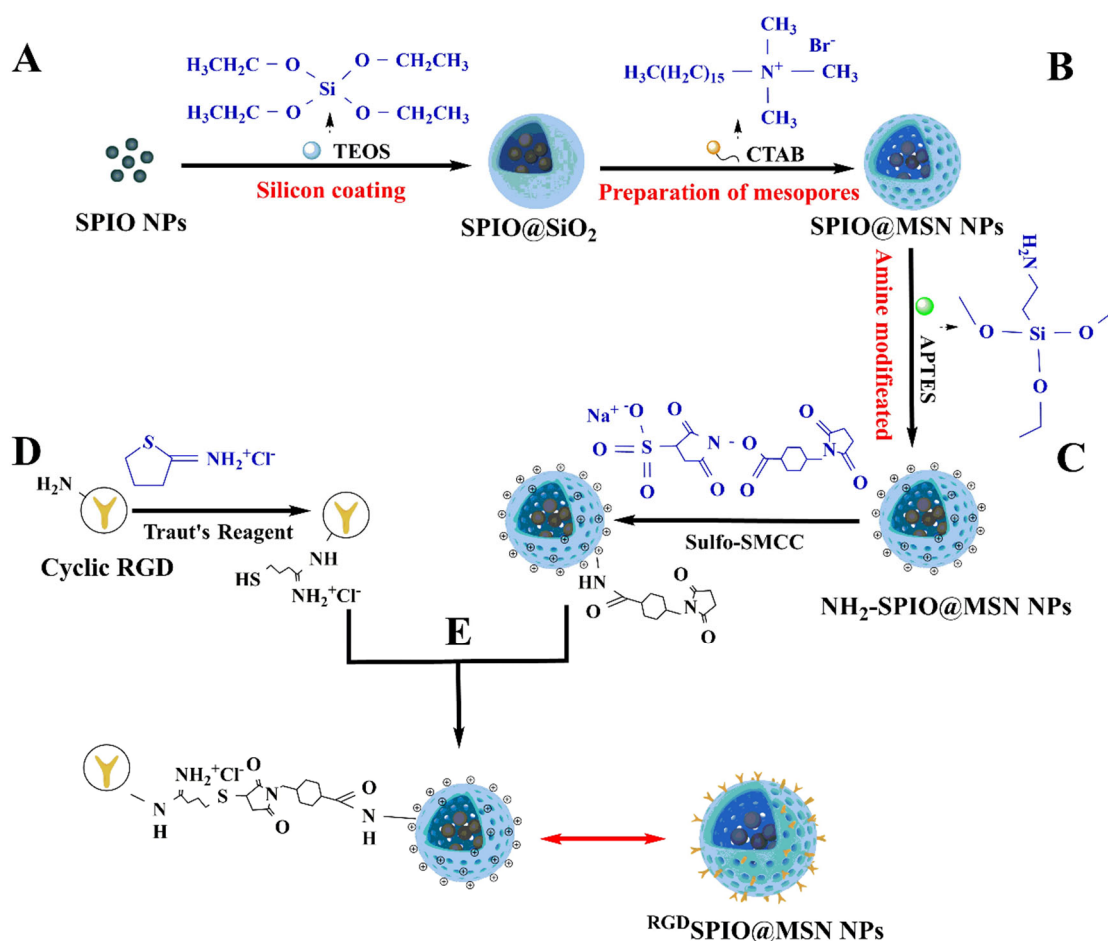 A
H₃CH₂C—O O—CH₂CH₃
Si
H₃CH₂C—O O—CH₂CH₃
TEOS
Silicon coating
SPIO NPs
SPIO@SiO₂
CH₃
Br⁻
H₃C(H₂C)₁₅—N⁺—CH₃
CH₃
CTAB
Preparation of mesopores
B
SPIO@MSN NPs
Amine modificated
APTES
H₂N
O Si O
O
C
Na⁺ ⁻O O
O S N O O
O O O N
O
Sulfo-SMCC
NH₂-SPIO@MSN NPs
HN
O
O
N
O
D
S
NH₂⁺Cl⁻
H₂N
Traut's Reagent
Cyclic RGD
NH
HS
NH₂⁺Cl⁻
E
NH₂⁺Cl⁻ O
N S N O
H O N
H
RGDSPIO@MSN NPs